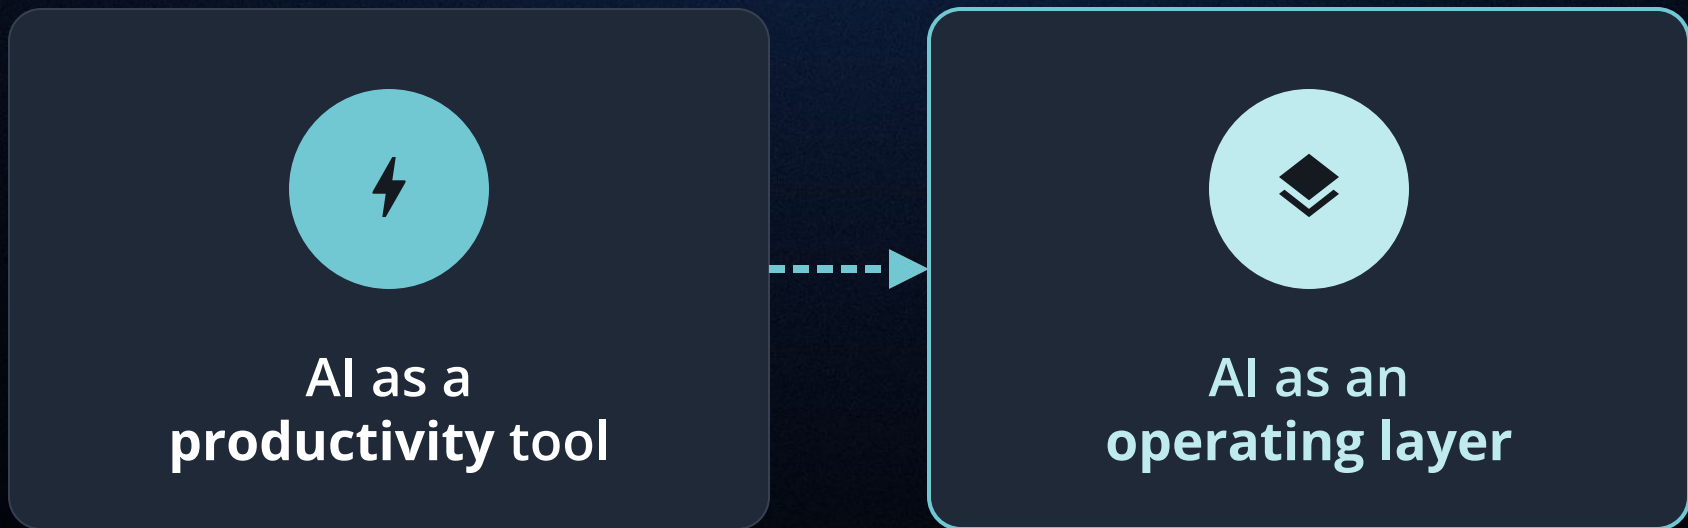 AI as a
productivity tool
AI as an
operating layer